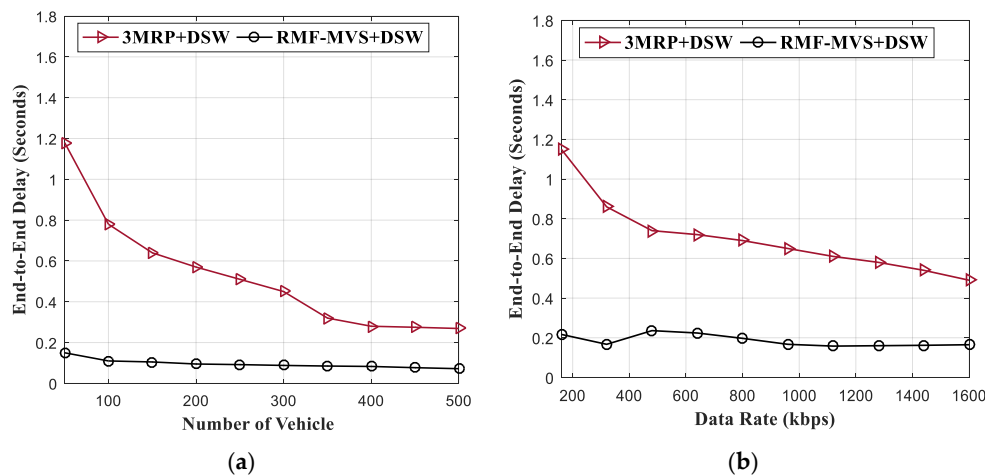 3MRP+DSW RMF-MVS+DSW
End-to-End Delay (Seconds)
1.8
1.6
1.4
1.2
1
0.8
0.6
0.4
0.2
0
100 200 300 400 500
Number of Vehicle
(a)
3MRP+DSW RMF-MVS+DSW
End-to-End Delay (Seconds)
1.8
1.6
1.4
1.2
1
0.8
0.6
0.4
0.2
0
200 400 600 800 1000 1200 1400 1600
Data Rate (kbps)
(b)